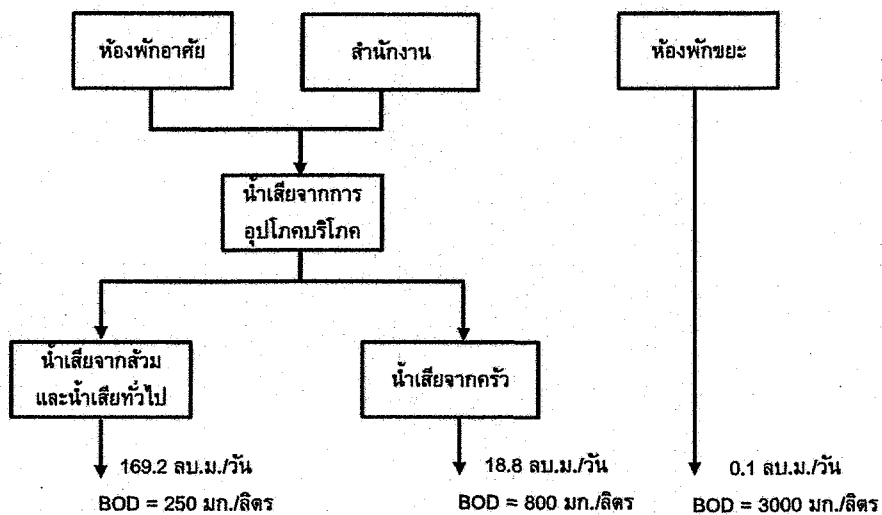 ห้องพักอาศัย
สำนักงาน
ห้องพักขยะ
น้ำเสียจากการ
อุปโภคบริโภค
น้ำเสียจากส้วม
และน้ำเสียทั่วไป
น้ำเสียจากครัว
169.2 ลบ.ม./วัน
BOD = 250 มก./ลิตร
18.8 ลบ.ม./วัน
BOD = 800 มก./ลิตร
0.1 ลบ.ม./วัน
BOD = 3000 มก./ลิตร